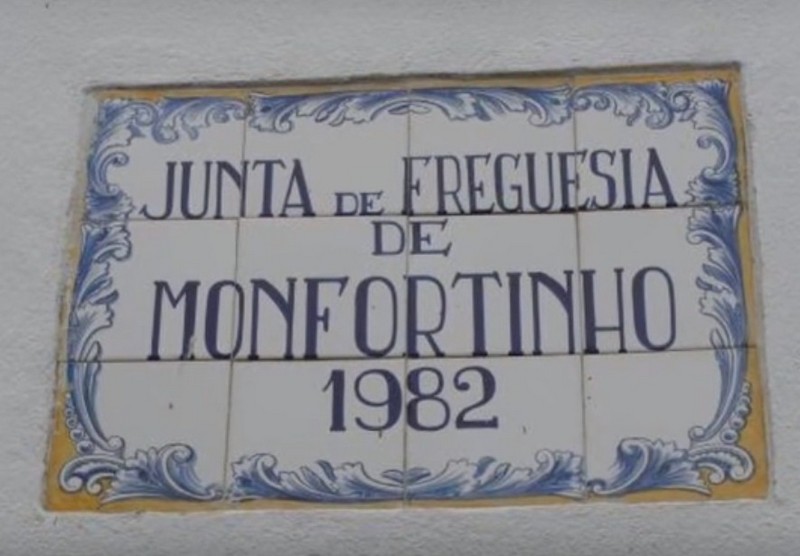 JUNTA DE FREGUESIA
DE
MONFORTINHO
1982